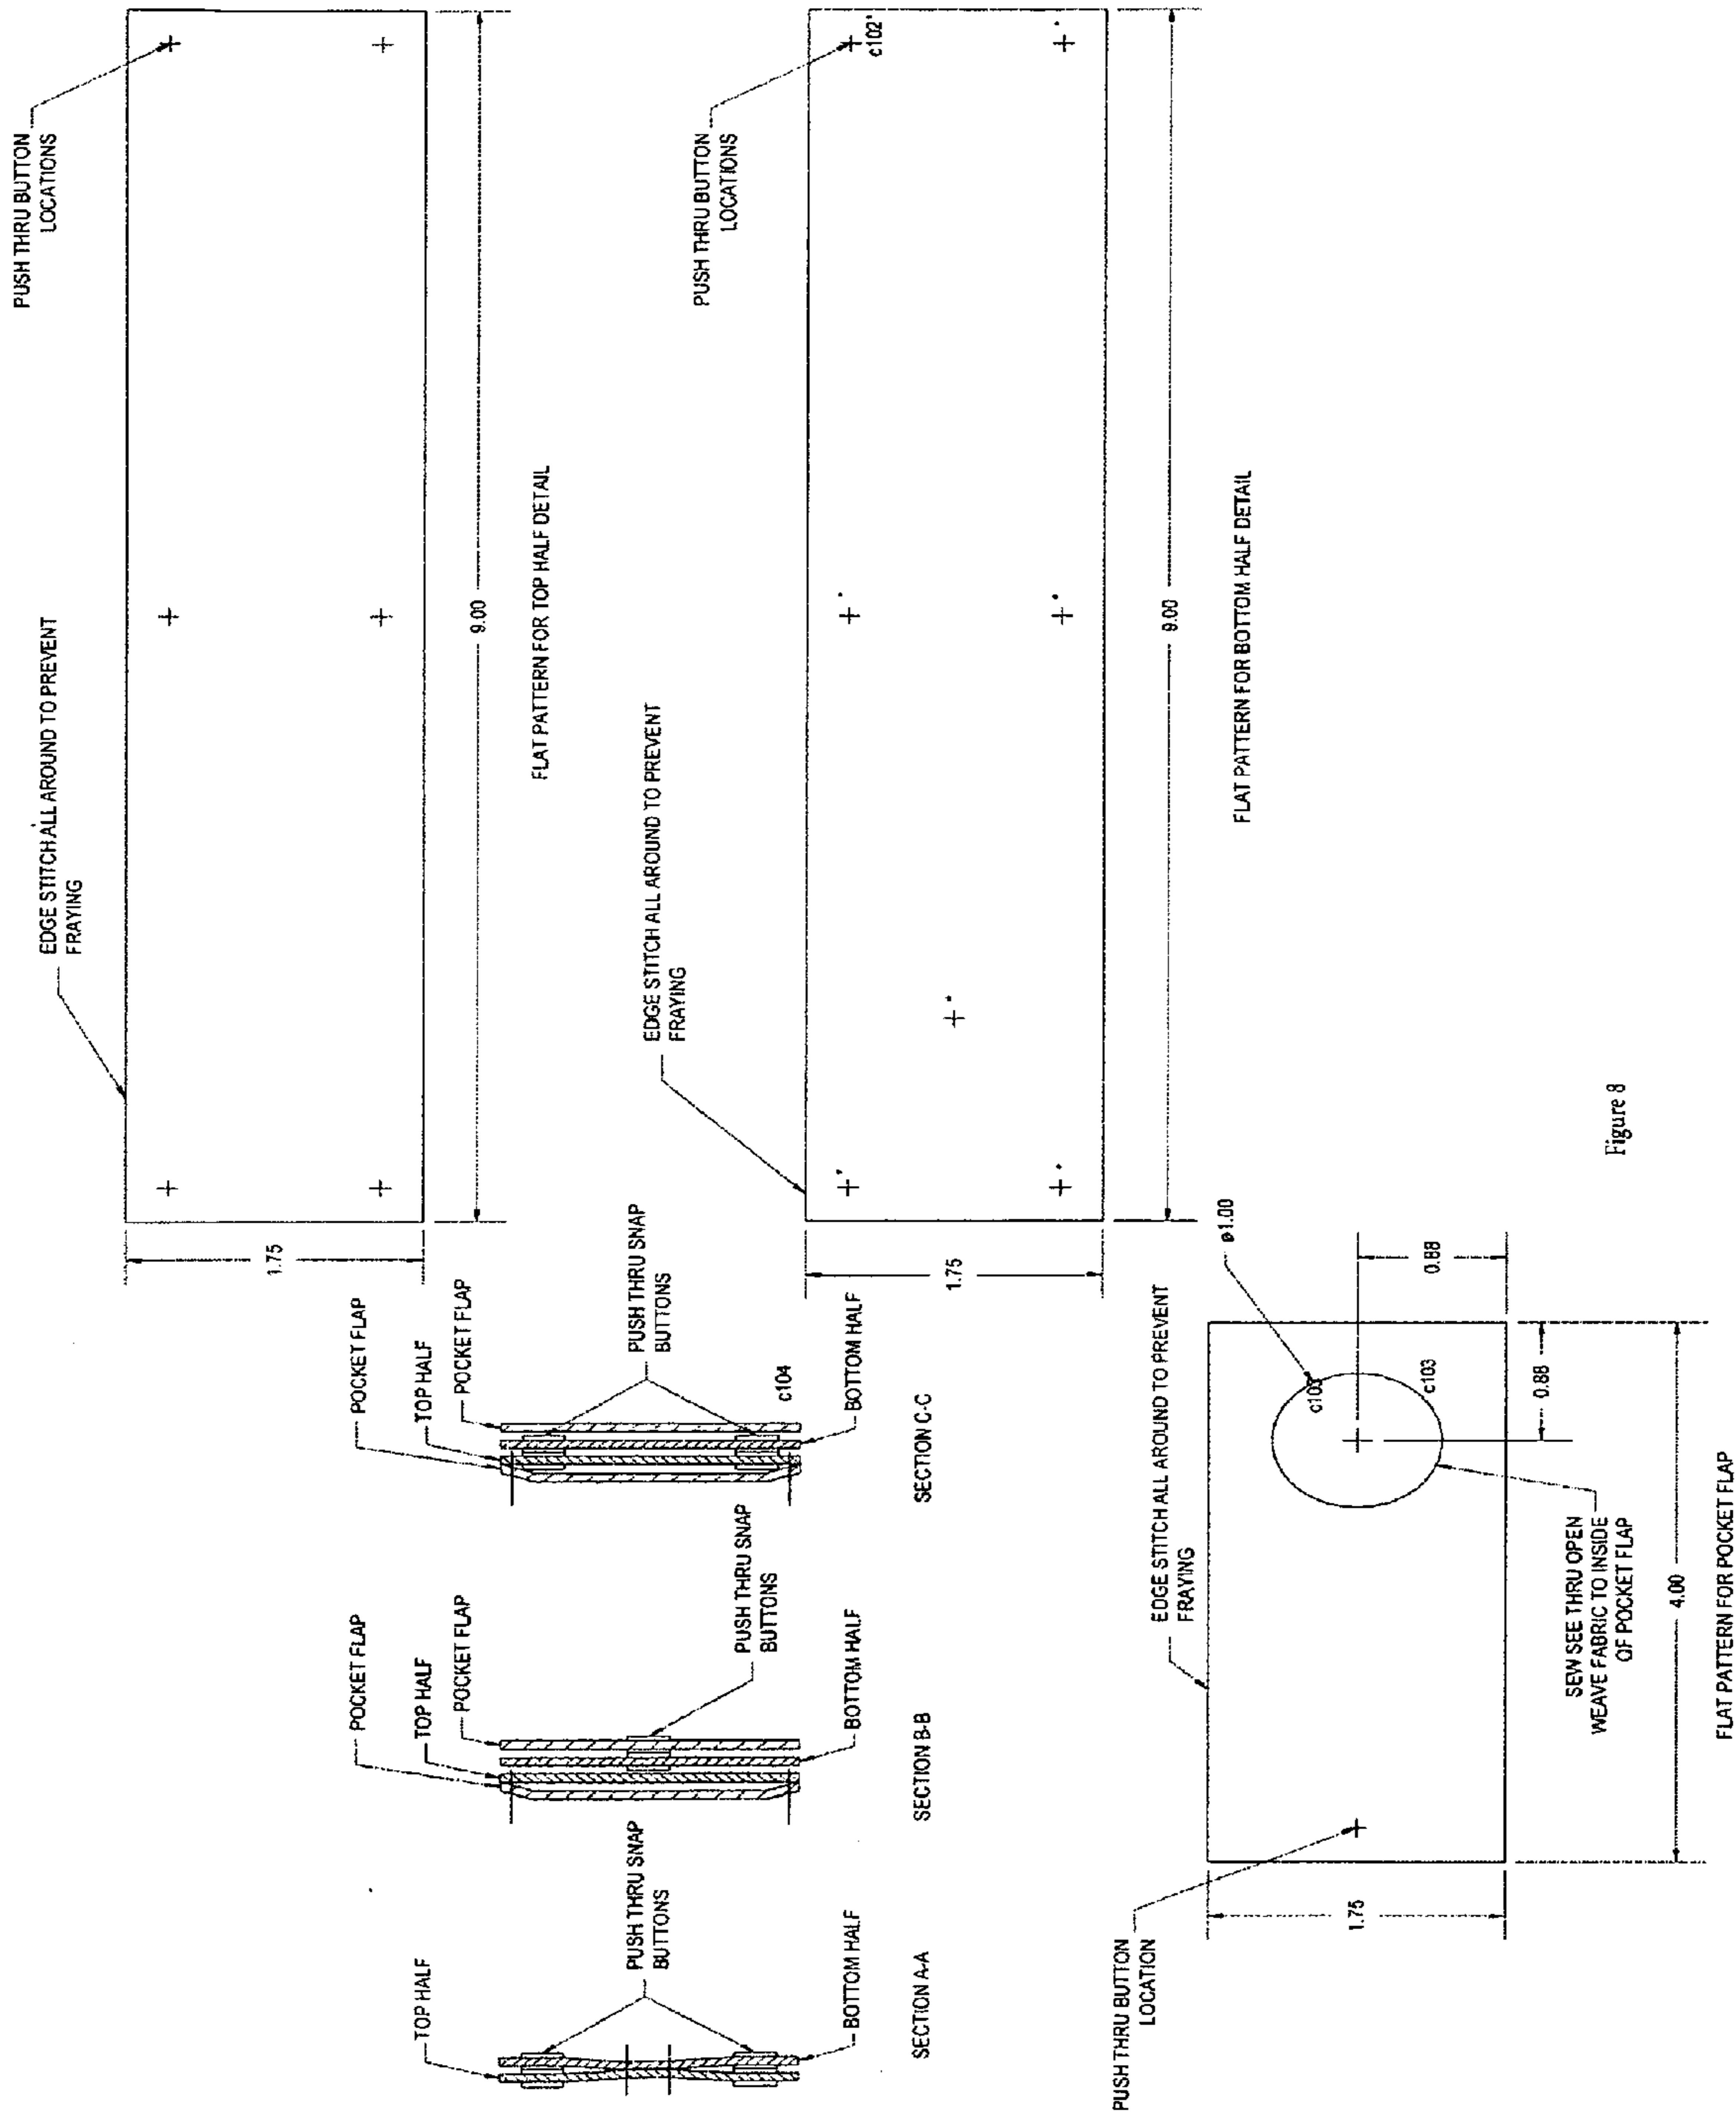 PUSH THRU BUTTON
LOCATIONS
EDGE STITCH ALL AROUND TO PREVENT
FRAYING
1.75
9.00
FLAT PATTERN FOR TOP HALF DETAIL
PUSH THRU BUTTON
LOCATIONS
c102"
EDGE STITCH ALL AROUND TO PREVENT
FRAYING
1.75
9.00
FLAT PATTERN FOR BOTTOM HALF DETAIL
TOP HALF
PUSH THRU SNAP
BUTTONS
BOTTOM HALF
SECTION A-A
POCKET FLAP
TOP HALF
POCKET FLAP
PUSH THRU SNAP
BUTTONS
BOTTOM HALF
SECTION B-B
POCKET FLAP
TOP HALF
POCKET FLAP
PUSH THRU SNAP
BUTTONS
c104
BOTTOM HALF
SECTION C-C
PUSH THRU BUTTON
LOCATION
EDGE STITCH ALL AROUND TO PREVENT
FRAYING
ø1.00
c103
c103
0.88
0.88
1.75
SEW SEE THRU OPEN
WEAVE FABRIC TO INSIDE
OF POCKET FLAP
4.00
FLAT PATTERN FOR POCKET FLAP
Figure 8